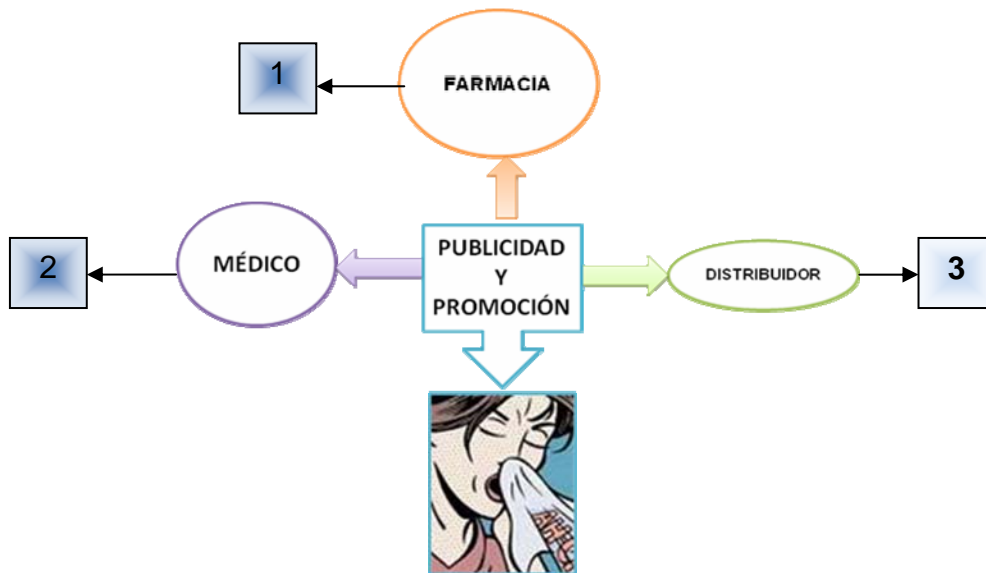 1
FARMACIA
2
MÉDICO
PUBLICIDAD
Y
PROMOCIÓN
DISTRIBUIDOR
3